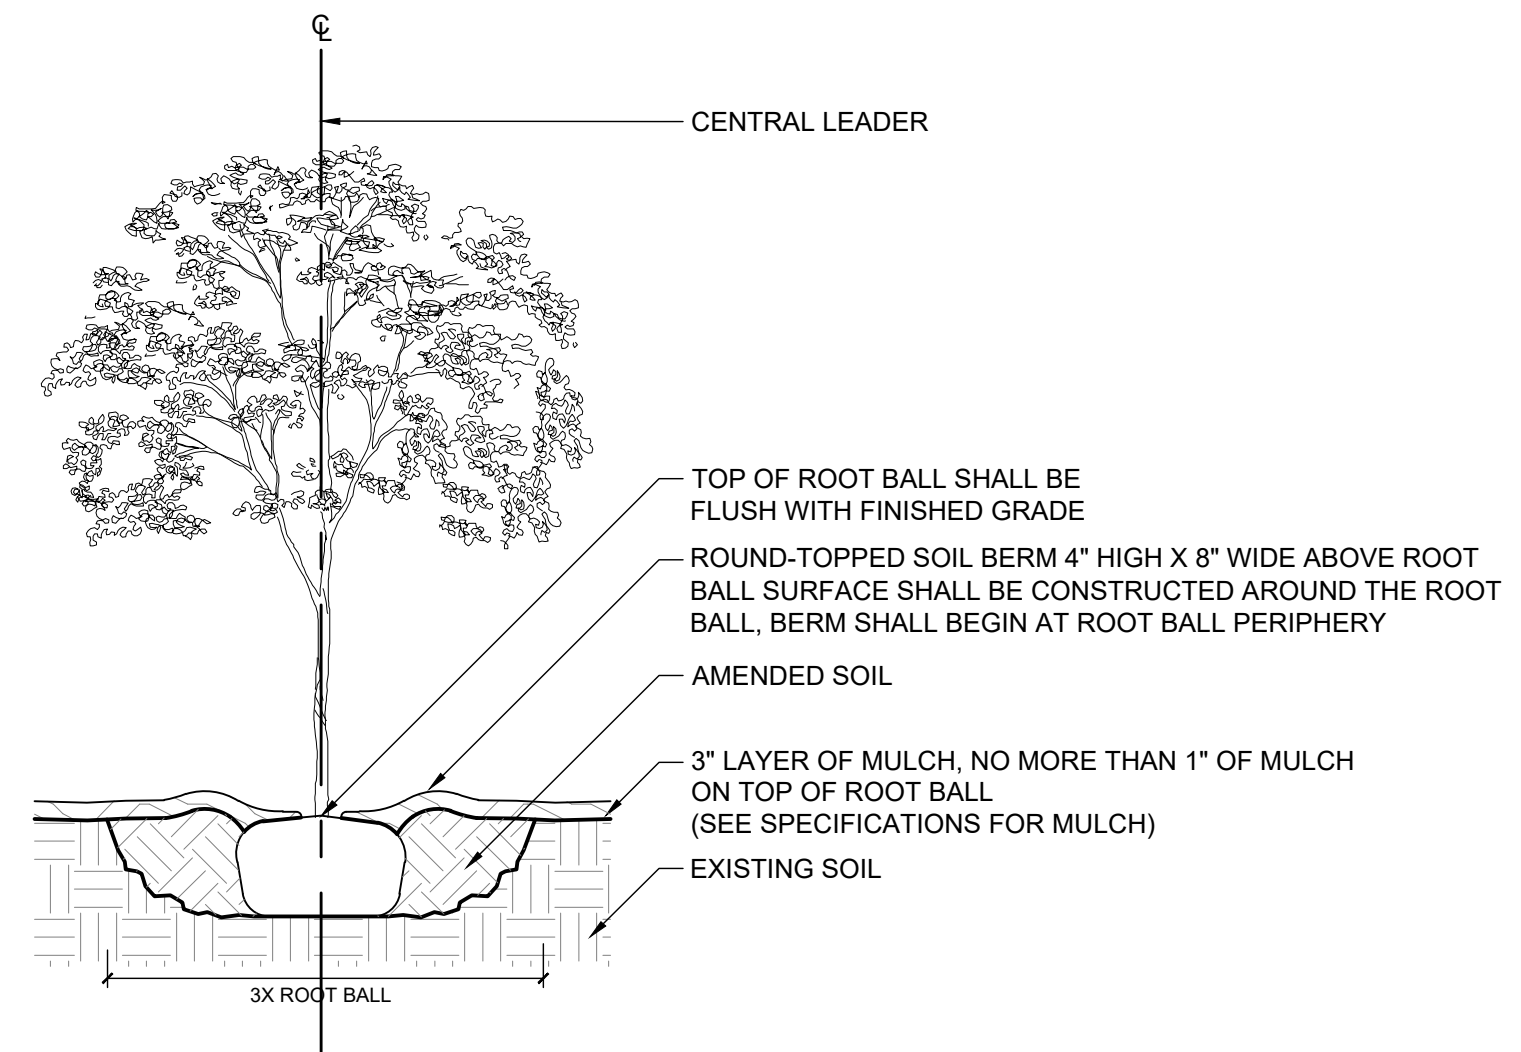 ℄
CENTRAL LEADER
TOP OF ROOT BALL SHALL BE
FLUSH WITH FINISHED GRADE
ROUND-TOPPED SOIL BERM 4" HIGH X 8" WIDE ABOVE ROOT
BALL SURFACE SHALL BE CONSTRUCTED AROUND THE ROOT
BALL, BERM SHALL BEGIN AT ROOT BALL PERIPHERY
AMENDED SOIL
3" LAYER OF MULCH, NO MORE THAN 1" OF MULCH
ON TOP OF ROOT BALL
(SEE SPECIFICATIONS FOR MULCH)
EXISTING SOIL
3X ROOT BALL